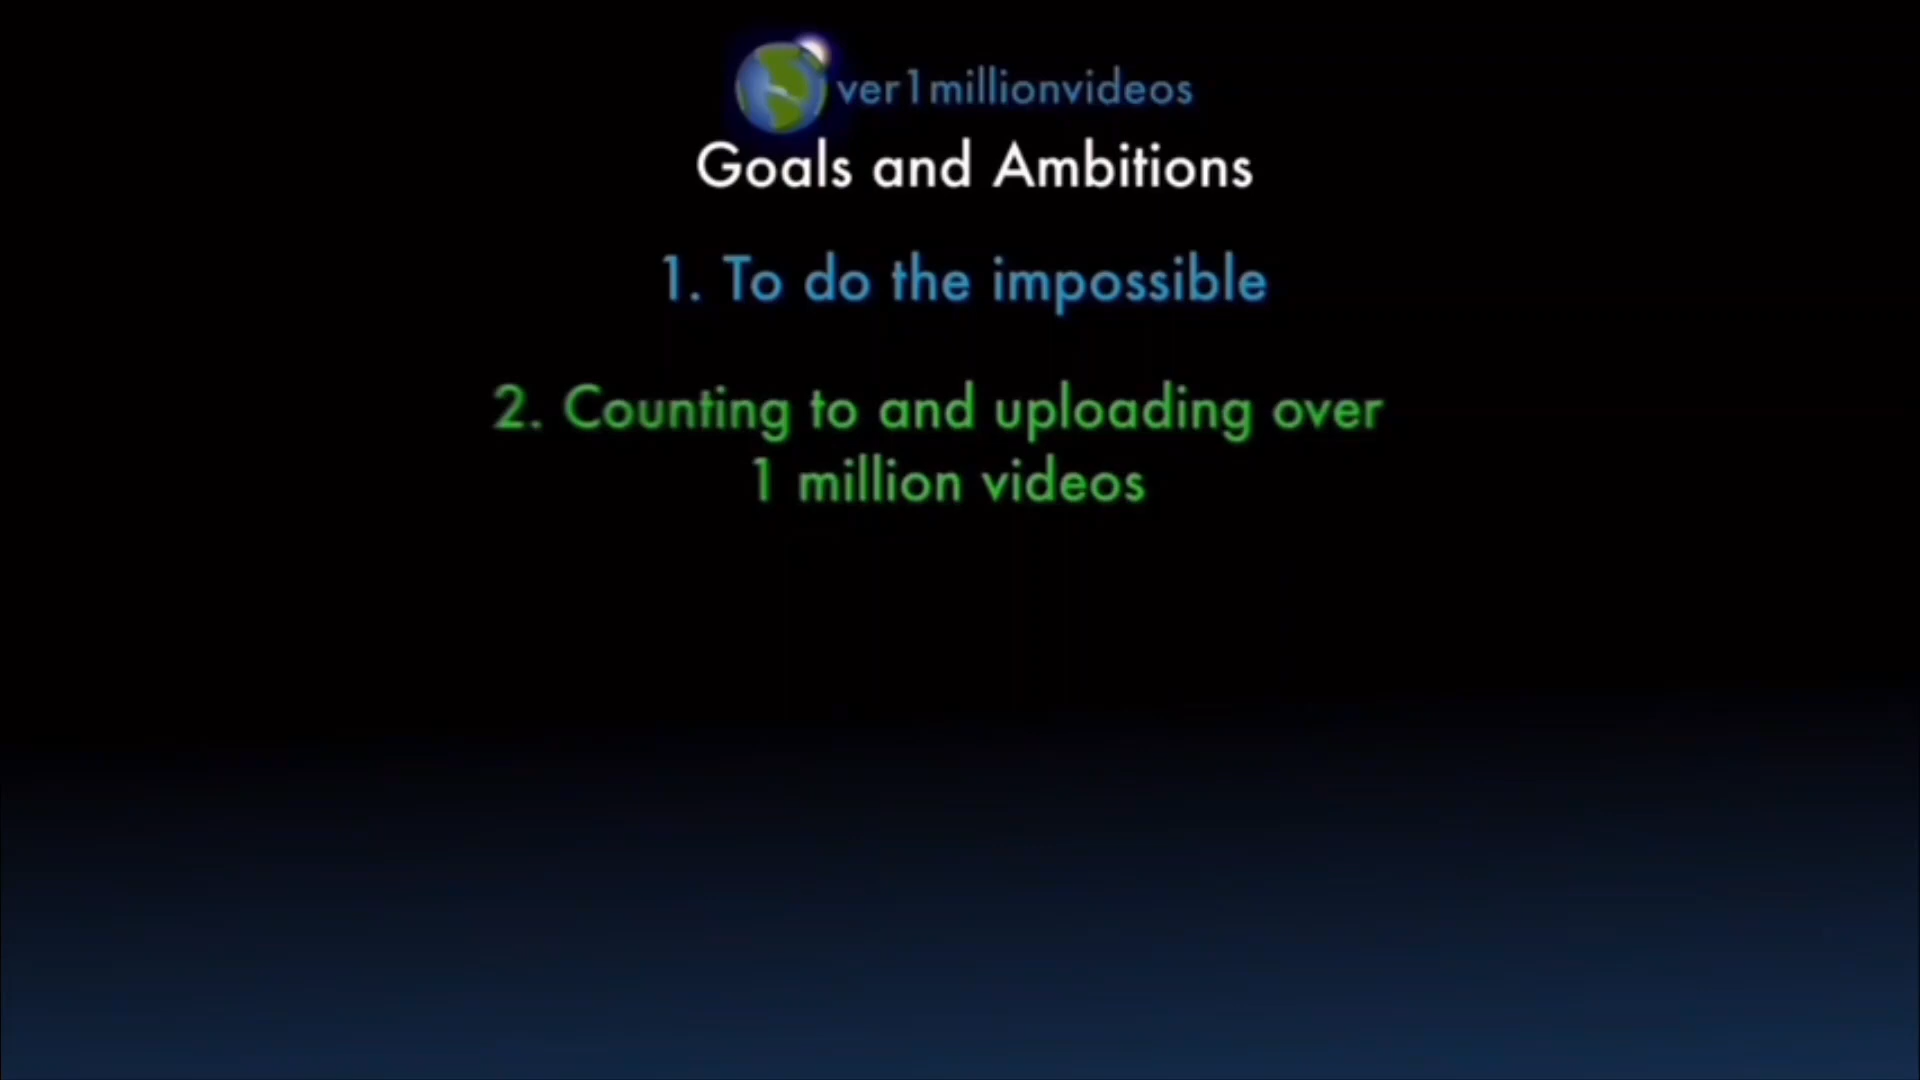 ver1millionvideos
Goals and Ambitions
1. To do the impossible
2. Counting to and uploading over
1 million videos